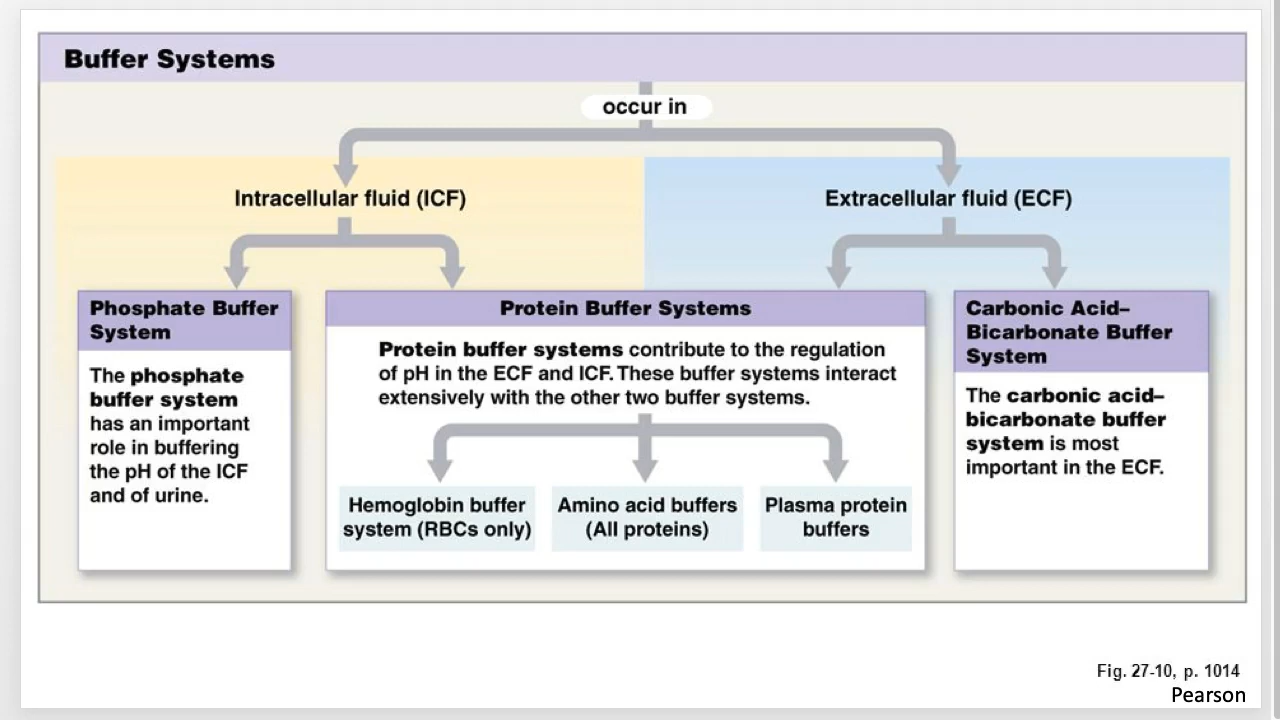 Buffer Systems
occur in
Intracellular fluid (ICF)
Extracellular fluid (ECF)
Phosphate Buffer
System
The phosphate
buffer system
has an important
role in buffering
the pH of the ICF
and of urine.
Protein Buffer Systems
Protein buffer systems contribute to the regulation
of pH in the ECF and ICF. These buffer systems interact
extensively with the other two buffer systems.
Hemoglobin buffer
system (RBCs only)
Amino acid buffers
(All proteins)
Plasma protein
buffers
Carbonic Acid–
Bicarbonate Buffer
System
The carbonic acid–
bicarbonate buffer
system is most
important in the ECF.
Fig. 27-10, p. 1014
Pearson